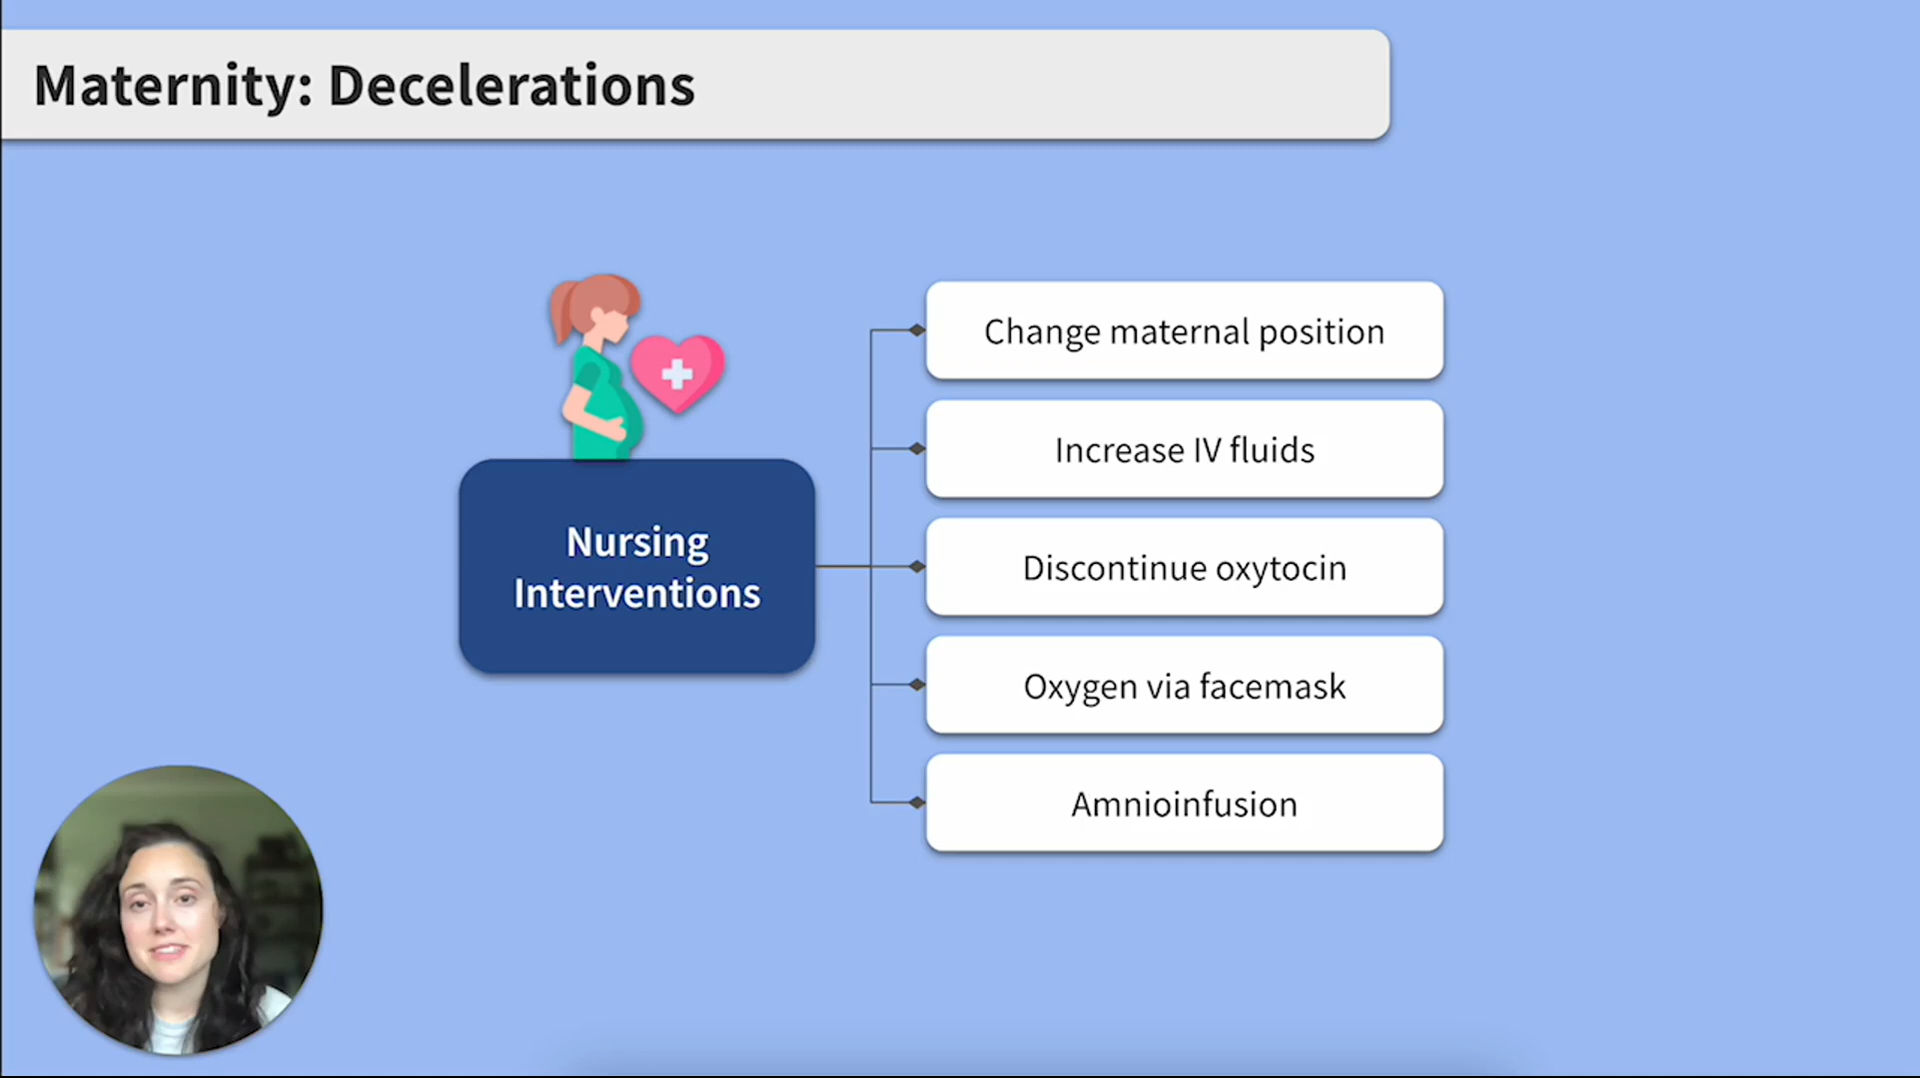 Maternity: Decelerations
Nursing
Interventions
Change maternal position
Increase IV fluids
Discontinue oxytocin
Oxygen via facemask
Amnioinfusion